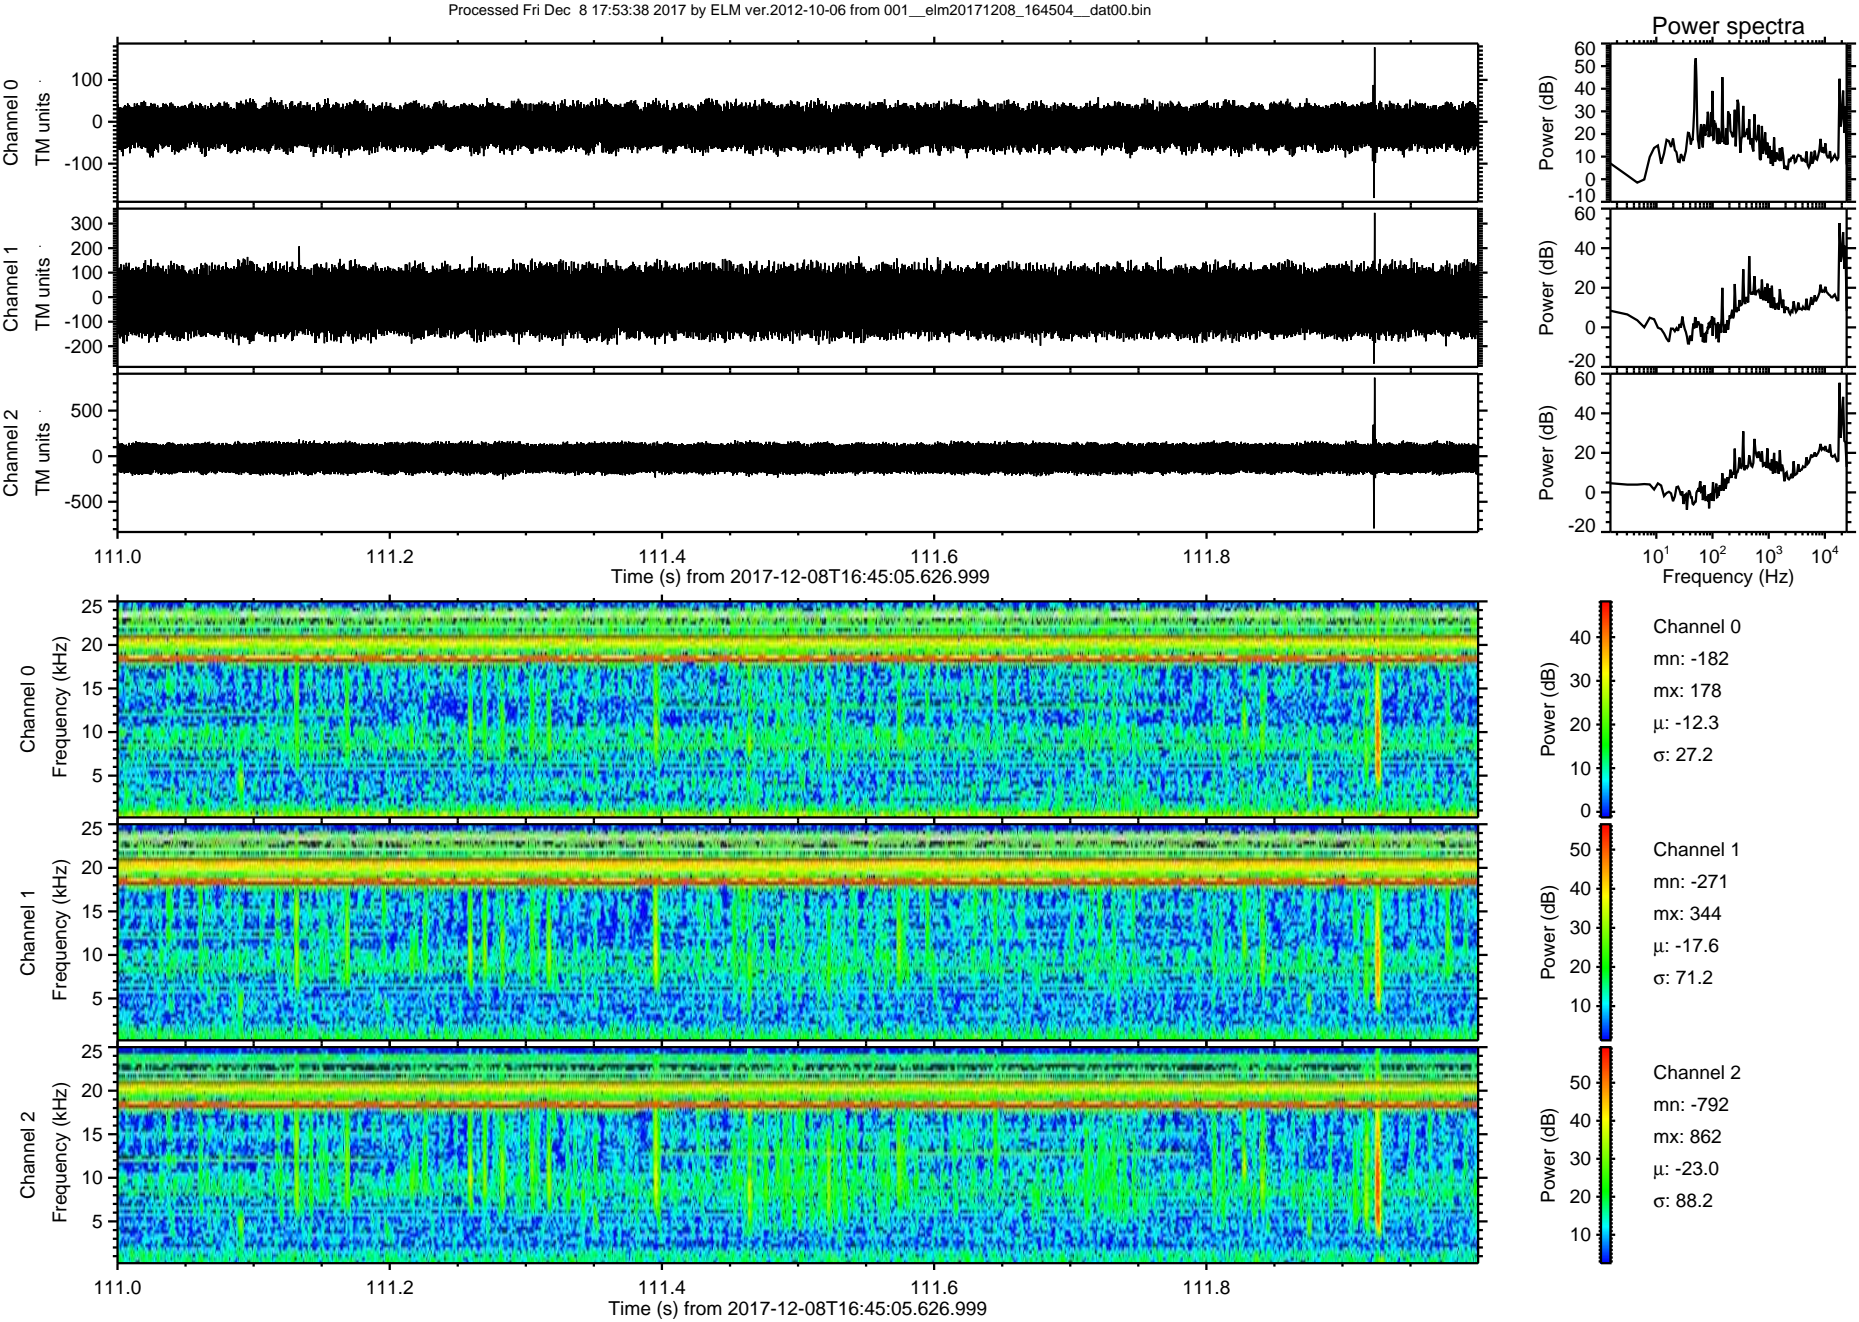 Processed Fri Dec  8 17:53:38 2017 by ELM ver.2012-10-06 from 001__elm20171208_164504__dat00.bin
Power spectra
Channel 0
TM units
100
0
-100
Power (dB)
60
50
40
30
20
10
0
-10
Channel 1
TM units
300
200
100
0
-100
-200
Power (dB)
60
40
20
0
-20
Channel 2
TM units
500
0
-500
Power (dB)
60
40
20
0
-20
111.0 111.2 111.4 111.6 111.8
Time (s) from 2017-12-08T16:45:05.626.999
10^1 10^2 10^3 10^4
Frequency (Hz)
Channel 0
Frequency (kHz)
25
20
15
10
5
Power (dB)
40
30
20
10
0
Channel 0
mn: -182
mx: 178
μ: -12.3
σ: 27.2
Channel 1
Frequency (kHz)
25
20
15
10
5
Power (dB)
50
40
30
20
10
Channel 1
mn: -271
mx: 344
μ: -17.6
σ: 71.2
Channel 2
Frequency (kHz)
25
20
15
10
5
Power (dB)
50
40
30
20
10
Channel 2
mn: -792
mx: 862
μ: -23.0
σ: 88.2
111.0 111.2 111.4 111.6 111.8
Time (s) from 2017-12-08T16:45:05.626.999